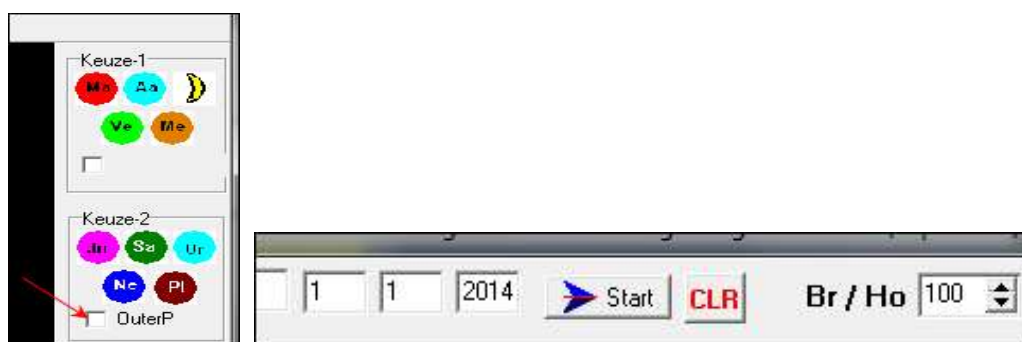 Keuze-1
Ma Aa
Ve Me
Keuze-2
Ju Sa Ur
Ne Pl
OuterP
1 1 2014 Start CLR Br / Ho 100